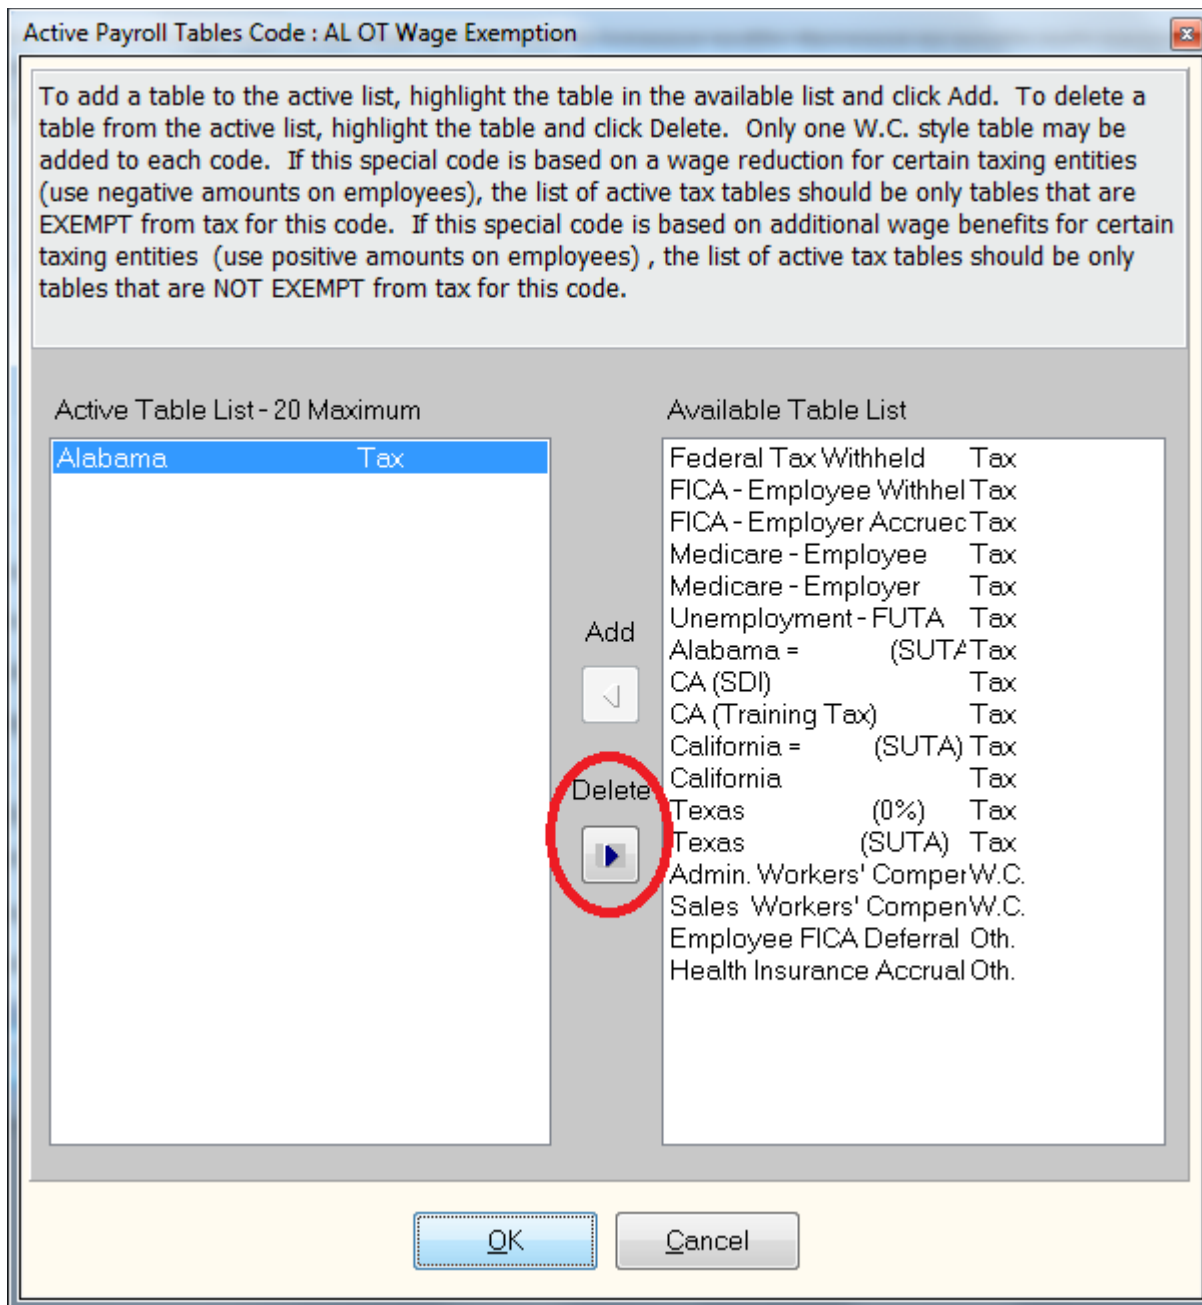 Active Payroll Tables Code : AL OT Wage Exemption
To add a table to the active list, highlight the table in the available list and click Add.  To delete a
table from the active list, highlight the table and click Delete.  Only one W.C. style table may be
added to each code.  If this special code is based on a wage reduction for certain taxing entities
(use negative amounts on employees), the list of active tax tables should be only tables that are
EXEMPT from tax for this code.  If this special code is based on additional wage benefits for certain
taxing entities  (use positive amounts on employees) , the list of active tax tables should be only
tables that are NOT EXEMPT from tax for this code.
Active Table List - 20 Maximum
Alabama Tax
Add
Delete
Available Table List
Federal Tax Withheld Tax
FICA - Employee Withhel Tax
FICA - Employer Accruec Tax
Medicare - Employee Tax
Medicare - Employer Tax
Unemployment - FUTA Tax
Alabama = (SUTA Tax
CA (SDI) Tax
CA (Training Tax) Tax
California = (SUTA) Tax
California Tax
Texas (0%) Tax
Texas (SUTA) Tax
Admin. Workers' Comper W.C.
Sales  Workers' Compen W.C.
Employee FICA Deferral Oth.
Health Insurance Accrual Oth.
OK
Cancel